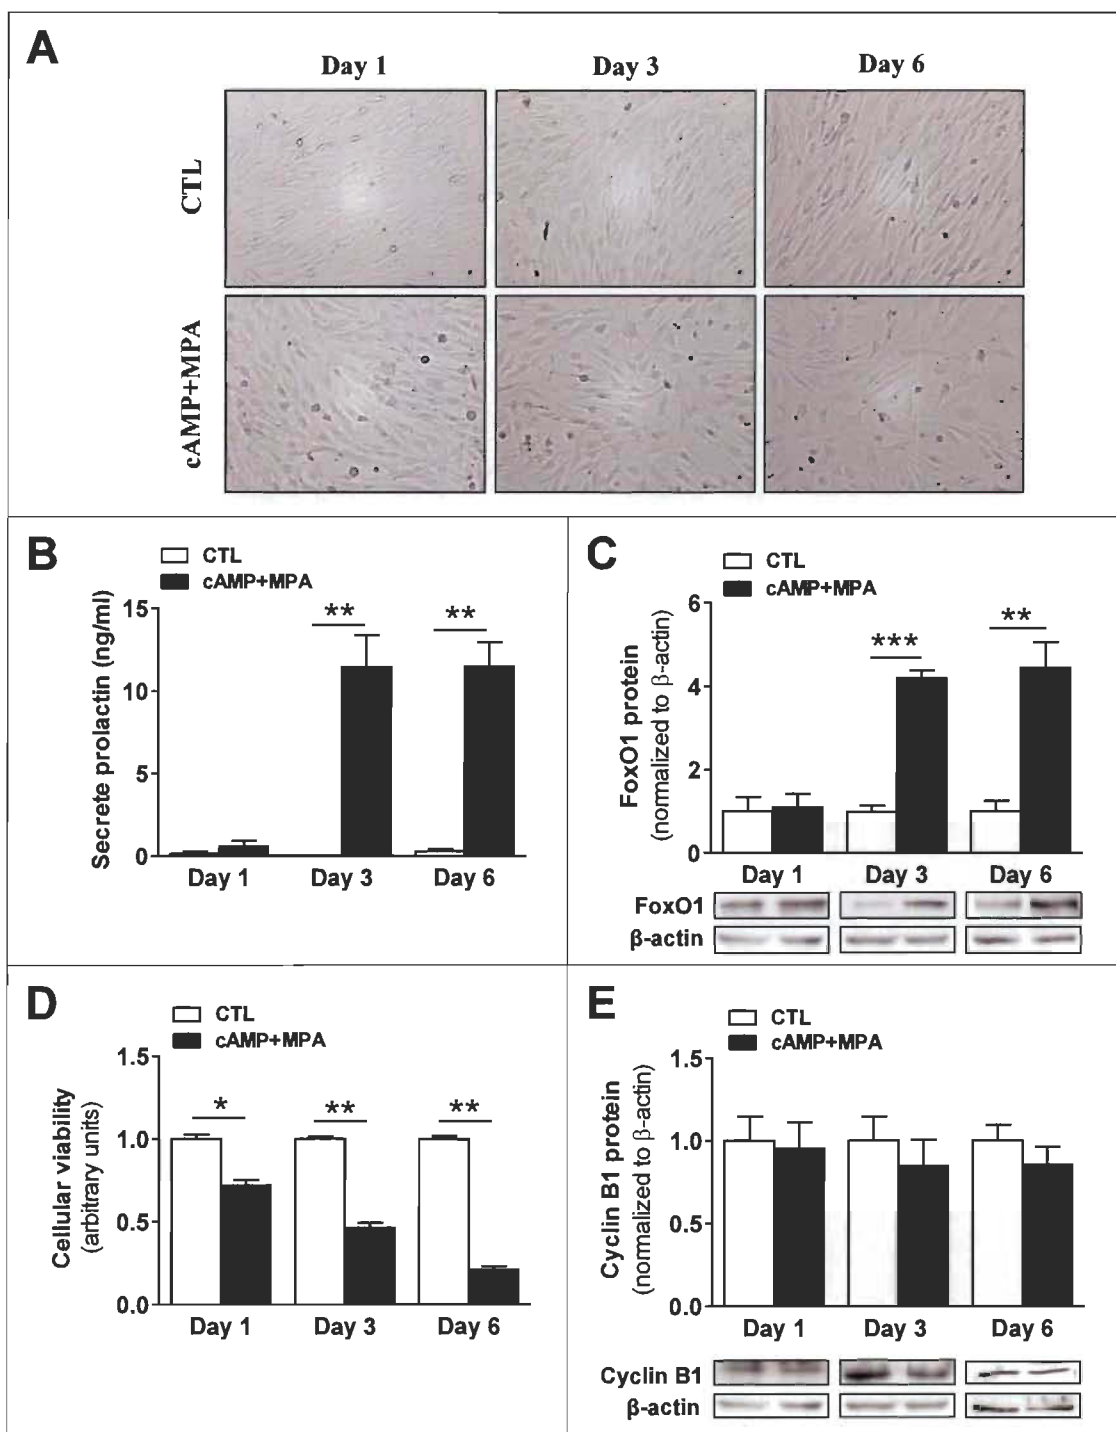 A
Day 1 Day 3 Day 6
CTL
cAMP+MPA
B
CTL
cAMP+MPA
Secrete prolactin (ng/ml)
15
10
5
0
** **
Day 1 Day 3 Day 6
C
CTL
cAMP+MPA
FoxO1 protein
(normalized to β-actin)
6
4
2
0
*** **
Day 1 Day 3 Day 6
FoxO1
β-actin
D
CTL
cAMP+MPA
Cellular viability
(arbitrary units)
1.5
1.0
0.5
0.0
* ** **
Day 1 Day 3 Day 6
E
CTL
cAMP+MPA
Cyclin B1 protein
(normalized to β-actin)
1.5
1.0
0.5
0.0
Day 1 Day 3 Day 6
Cyclin B1
β-actin